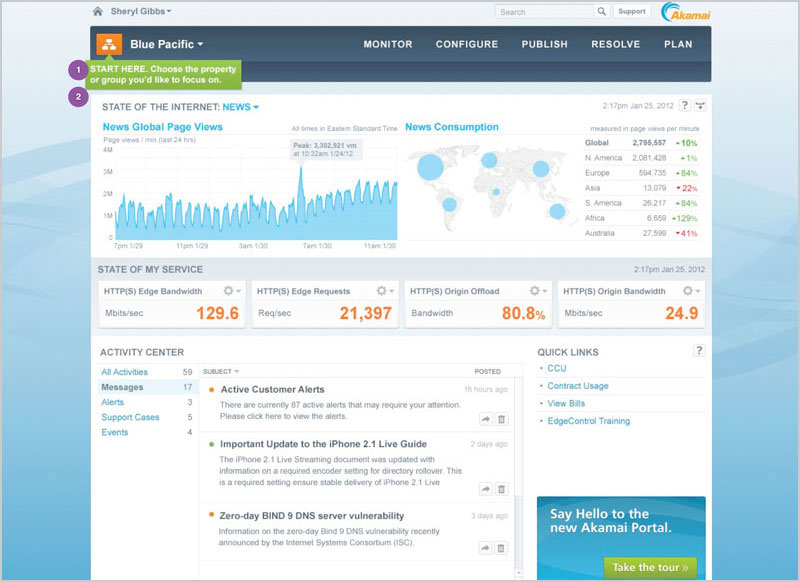 Sheryl Gibbs
Search
Support
Akamai
Blue Pacific
MONITOR CONFIGURE PUBLISH RESOLVE PLAN
1
START HERE. Choose the property
or group you'd like to focus on.
2
STATE OF THE INTERNET: NEWS
2:17pm Jan 25, 2012 ?
News Global Page Views
All times in Eastern Standard Time
Page views / min (last 24 hrs)
4M
3M
2M
1M
0
Peak: 3,302,921 vm
at 10:32am 1/24/12
7pm 1/29 11pm 1/29 3am 1/30 7am 1/30 11am 1/30
News Consumption
measured in page views per minute
Global 2,795,557 10%
N. America 2,081,428 1%
Europe 594,735 84%
Asia 13,079 22%
S. America 26,217 84%
Africa 6,659 129%
Australia 27,599 41%
STATE OF MY SERVICE
2:17pm Jan 25, 2012
HTTP(S) Edge Bandwidth
Mbits/sec 129.6
HTTP(S) Edge Requests
Req/sec 21,397
HTTP(S) Origin Offload
Bandwidth 80.8%
HTTP(S) Origin Bandwidth
Mbits/sec 24.9
ACTIVITY CENTER
All Activities 59
Messages 17
Alerts 3
Support Cases 5
Events 4
SUBJECT POSTED
Active Customer Alerts 16 hours ago
There are currently 87 active alerts that may require your attention.
Please click here to view the alerts.
Important Update to the iPhone 2.1 Live Guide 2 days ago
The iPhone 2.1 Live Streaming document was updated with
information on a required encoder setting for directory rollover. This
is a required setting ensure stable delivery of iPhone 2.1 Live
Zero-day BIND 9 DNS server vulnerability 3 days ago
Information on the zero-day Bind 9 DNS vulnerability recently
announced by the Internet Systems Consortium (ISC).
QUICK LINKS ?
CCU
Contract Usage
View Bills
EdgeControl Training
Say Hello to the
new Akamai Portal.
Take the tour »